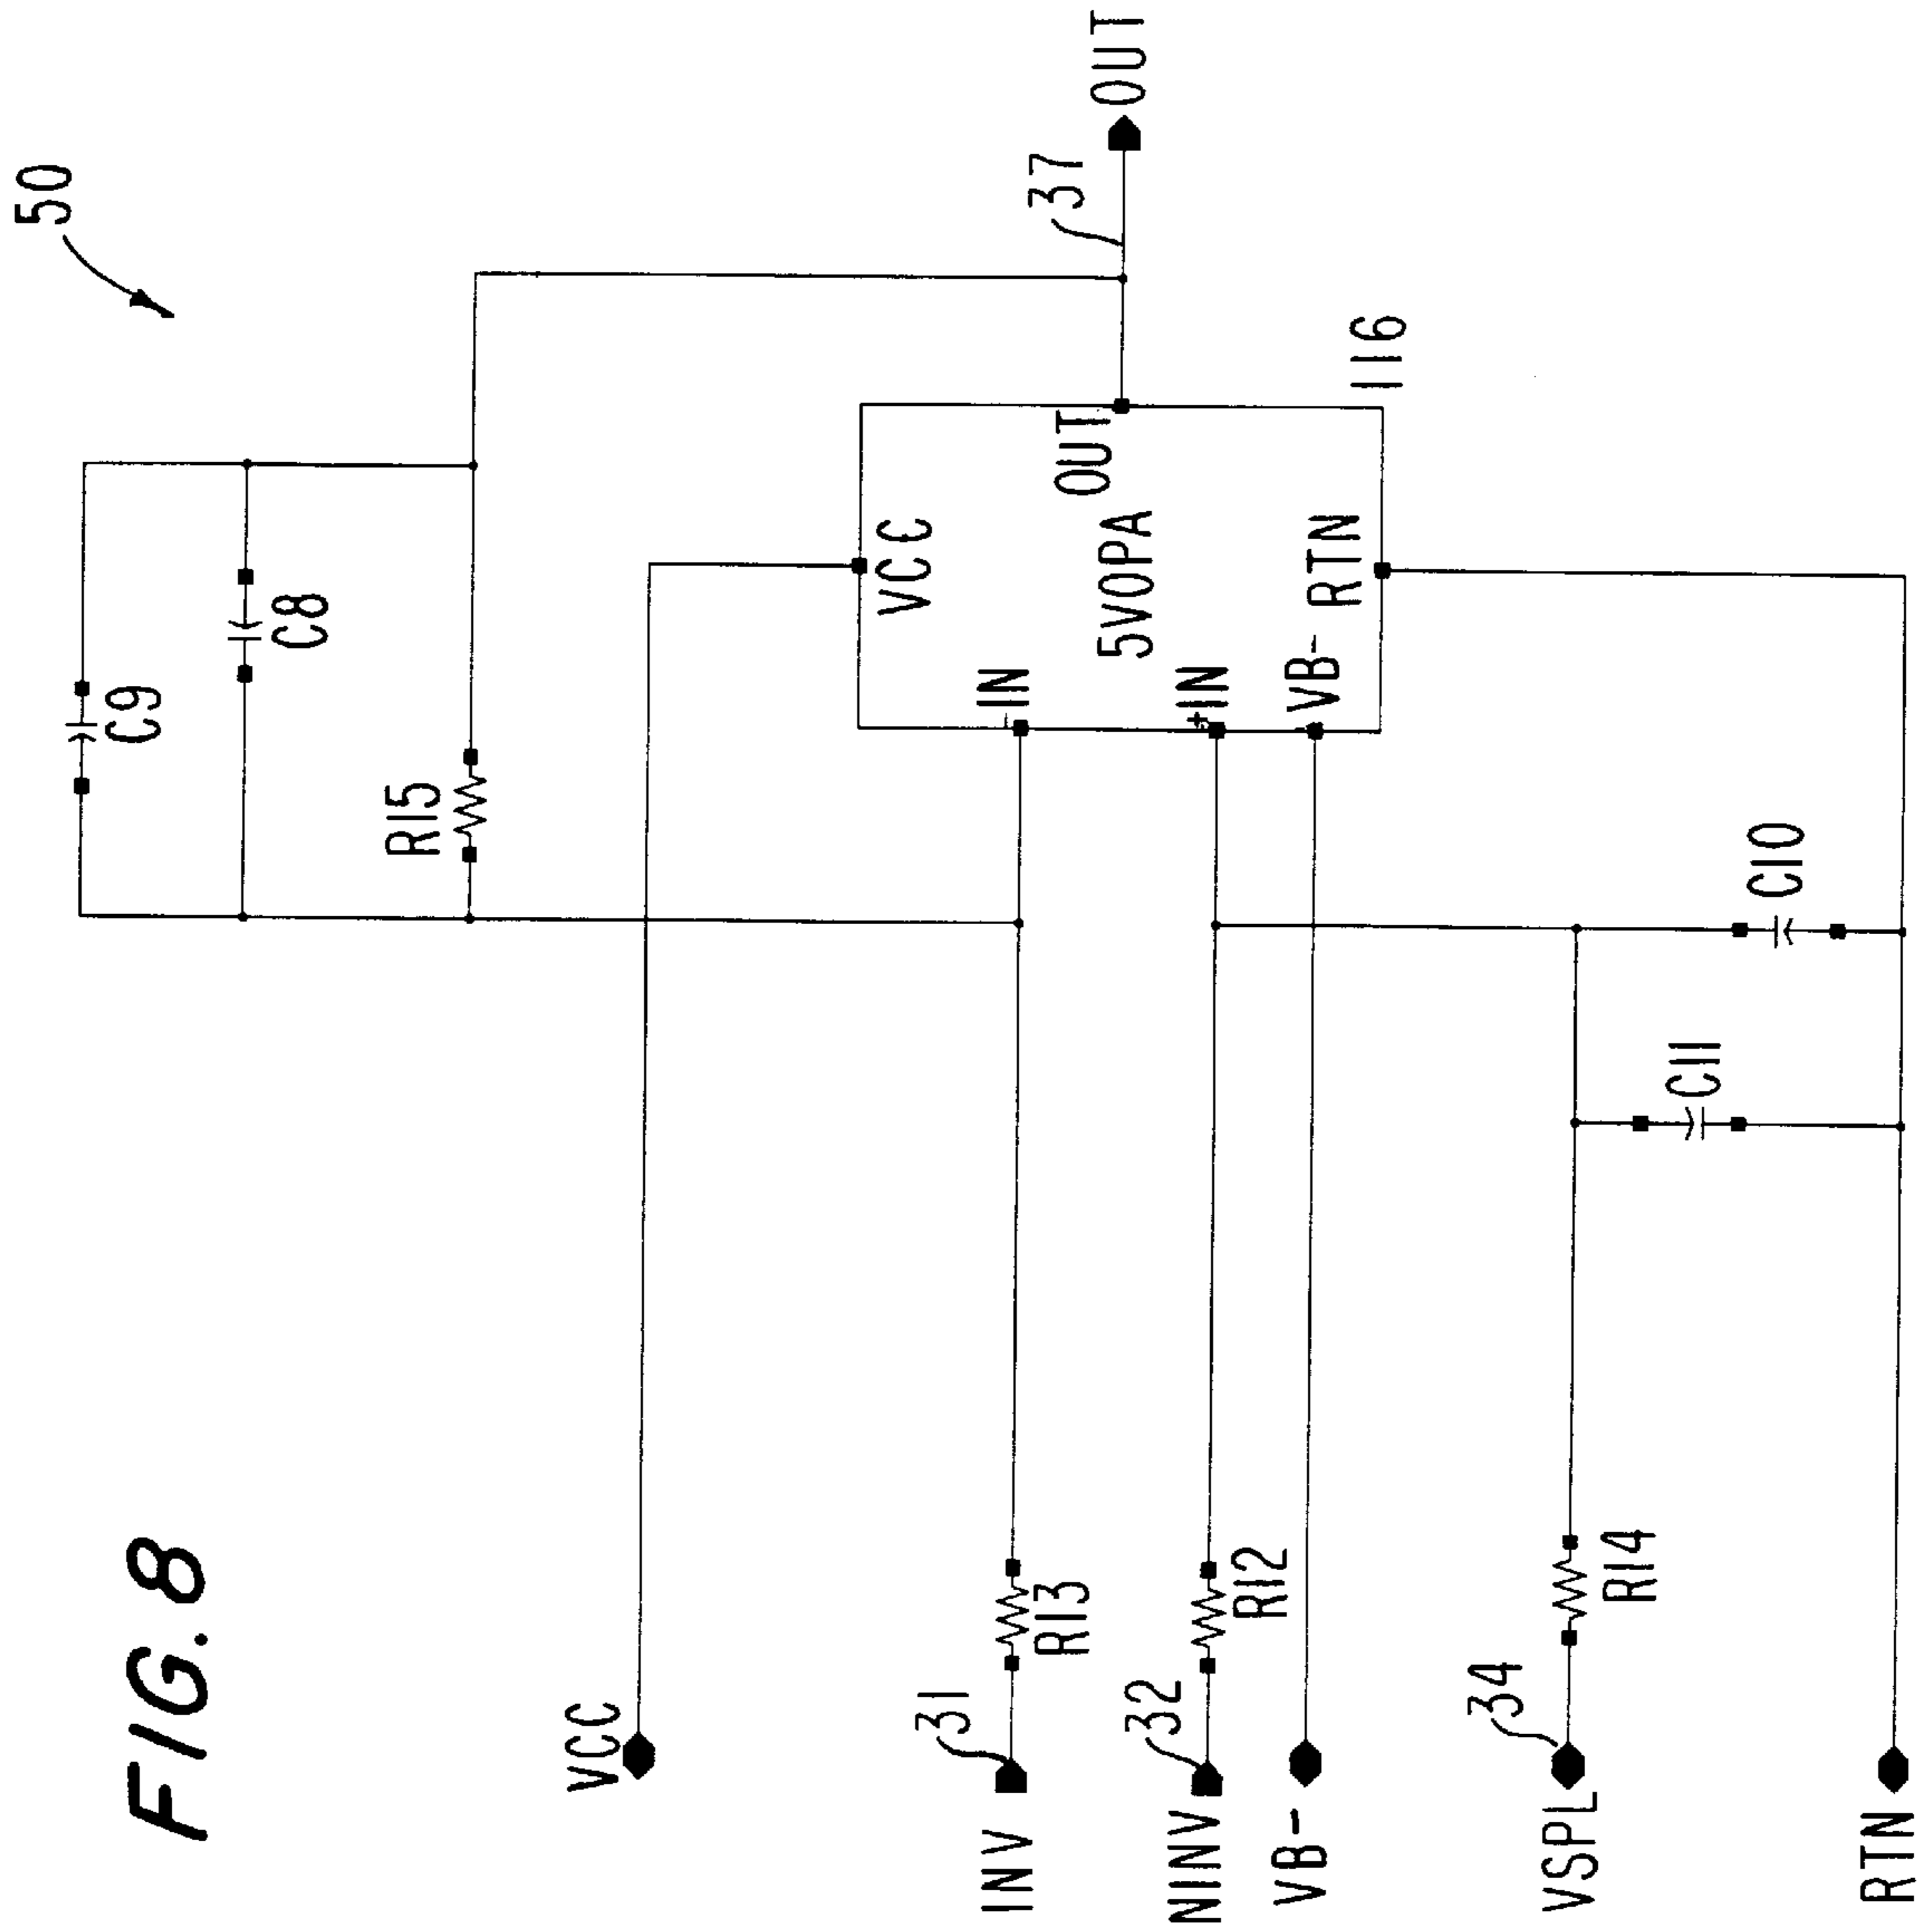 FIG. 8
50
C9
C8
R15
VCC
VCC
31
INV
R13
-IN
OUT
37
OUT
5VOPA
32
NINV
R12
+IN
VB-
VB-
RTN
116
34
VSPL
R14
C11
C10
RTN